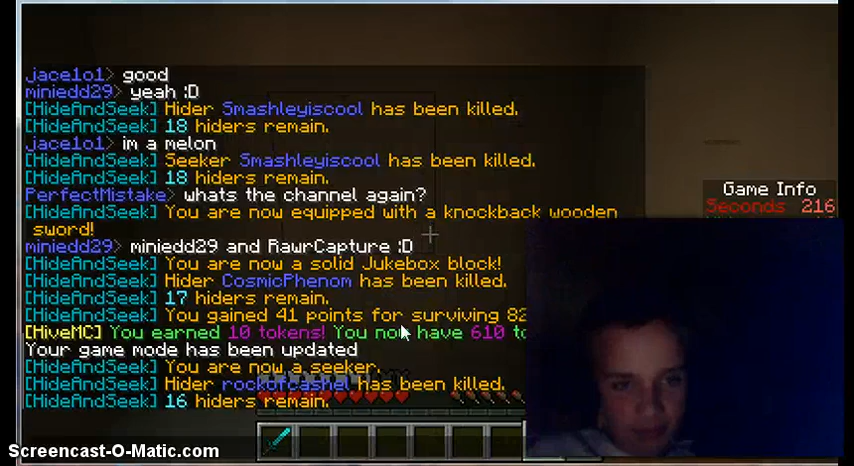 jace1o1> good
miniedd29> yeah :D
[HideAndSeek] Hider Smashleyiscool has been killed.
[HideAndSeek] 18 hiders remain.
jace1o1> im a melon
[HideAndSeek] Seeker Smashleyiscool has been killed.
[HideAndSeek] 18 hiders remain.
PerfectMistake> whats the channel again?
[HideAndSeek] You are now equipped with a knockback wooden
sword!
miniedd29> miniedd29 and RawrCapture :D
[HideAndSeek] You are now a solid Jukebox block!
[HideAndSeek] Hider CosmicPhenom has been killed.
[HideAndSeek] 17 hiders remain.
[HideAndSeek] You gained 41 points for surviving 82
[HiveMC] You earned 10 tokens! You now have 610 to
Your game mode has been updated
[HideAndSeek] You are now a seeker.
[HideAndSeek] Hider rockofcashel has been killed.
[HideAndSeek] 16 hiders remain.
Game Info
Seconds 216
Screencast-O-Matic.com